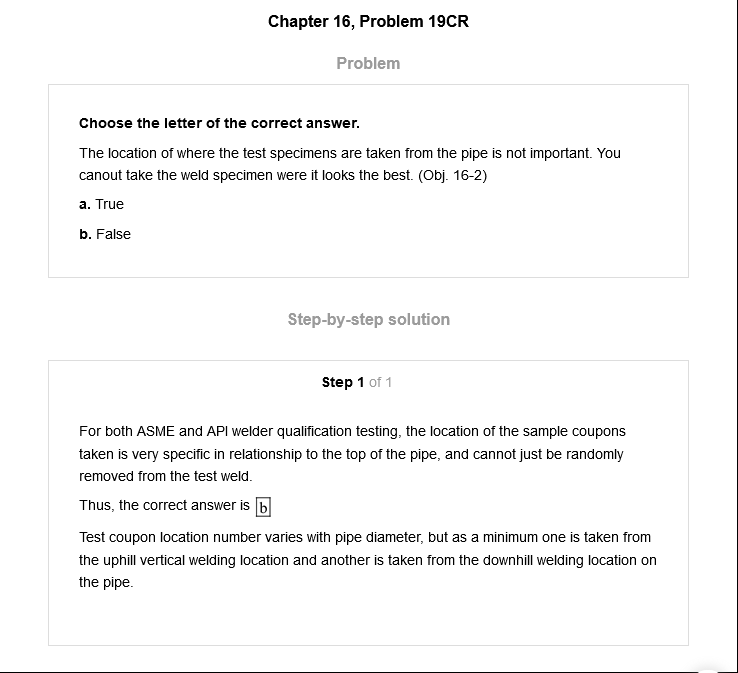 Chapter 16, Problem 19CR
Problem
Choose the letter of the correct answer.
The location of where the test specimens are taken from the pipe is not important. You
canout take the weld specimen were it looks the best. (Obj. 16-2)
a. True
b. False
Step-by-step solution
Step 1 of 1
For both ASME and API welder qualification testing, the location of the sample coupons
taken is very specific in relationship to the top of the pipe, and cannot just be randomly
removed from the test weld.
Thus, the correct answer is b
Test coupon location number varies with pipe diameter, but as a minimum one is taken from
the uphill vertical welding location and another is taken from the downhill welding location on
the pipe.